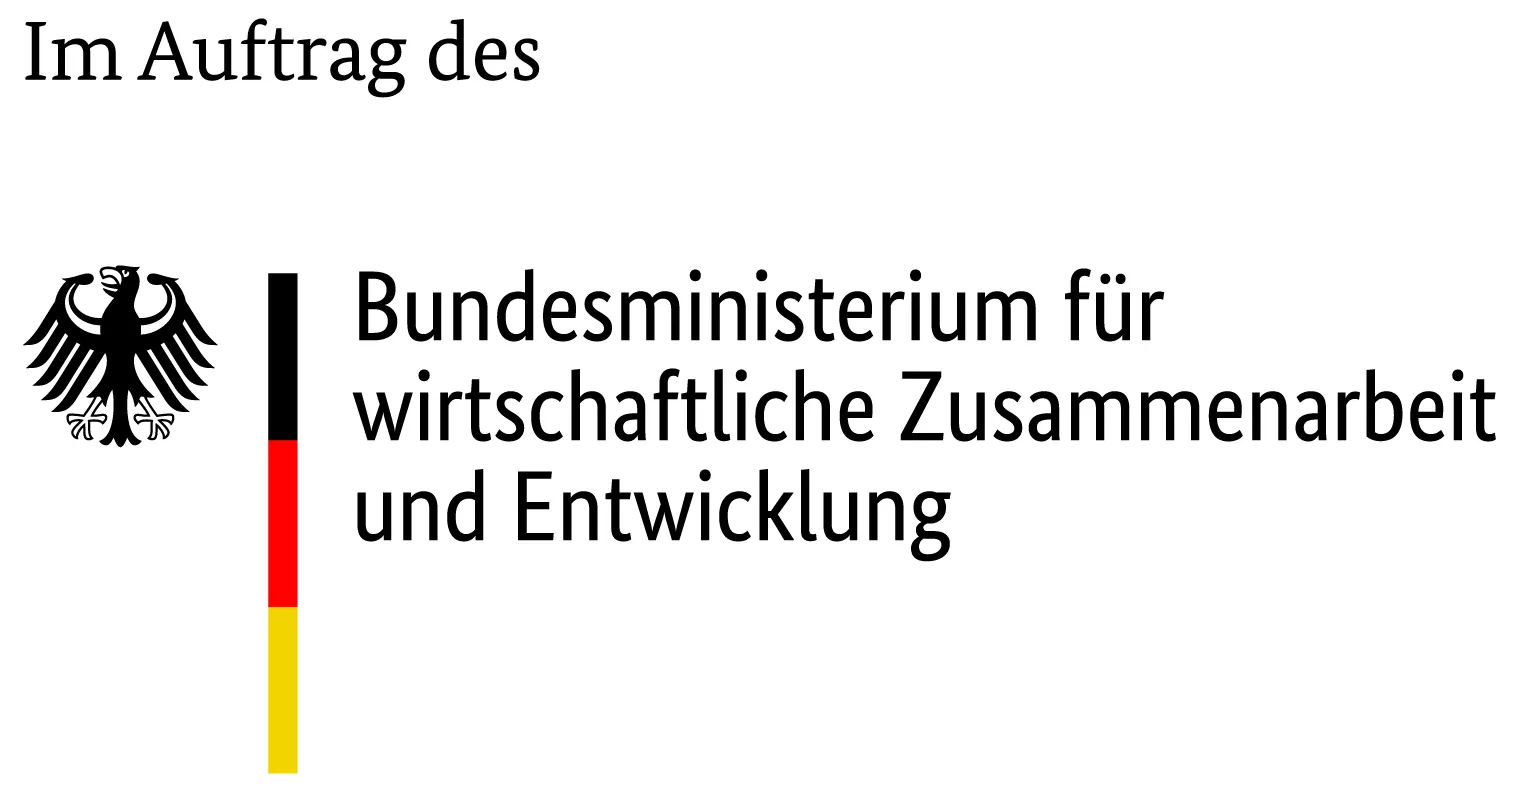 Im Auftrag des
Bundesministerium für
wirtschaftliche Zusammenarbeit
und Entwicklung